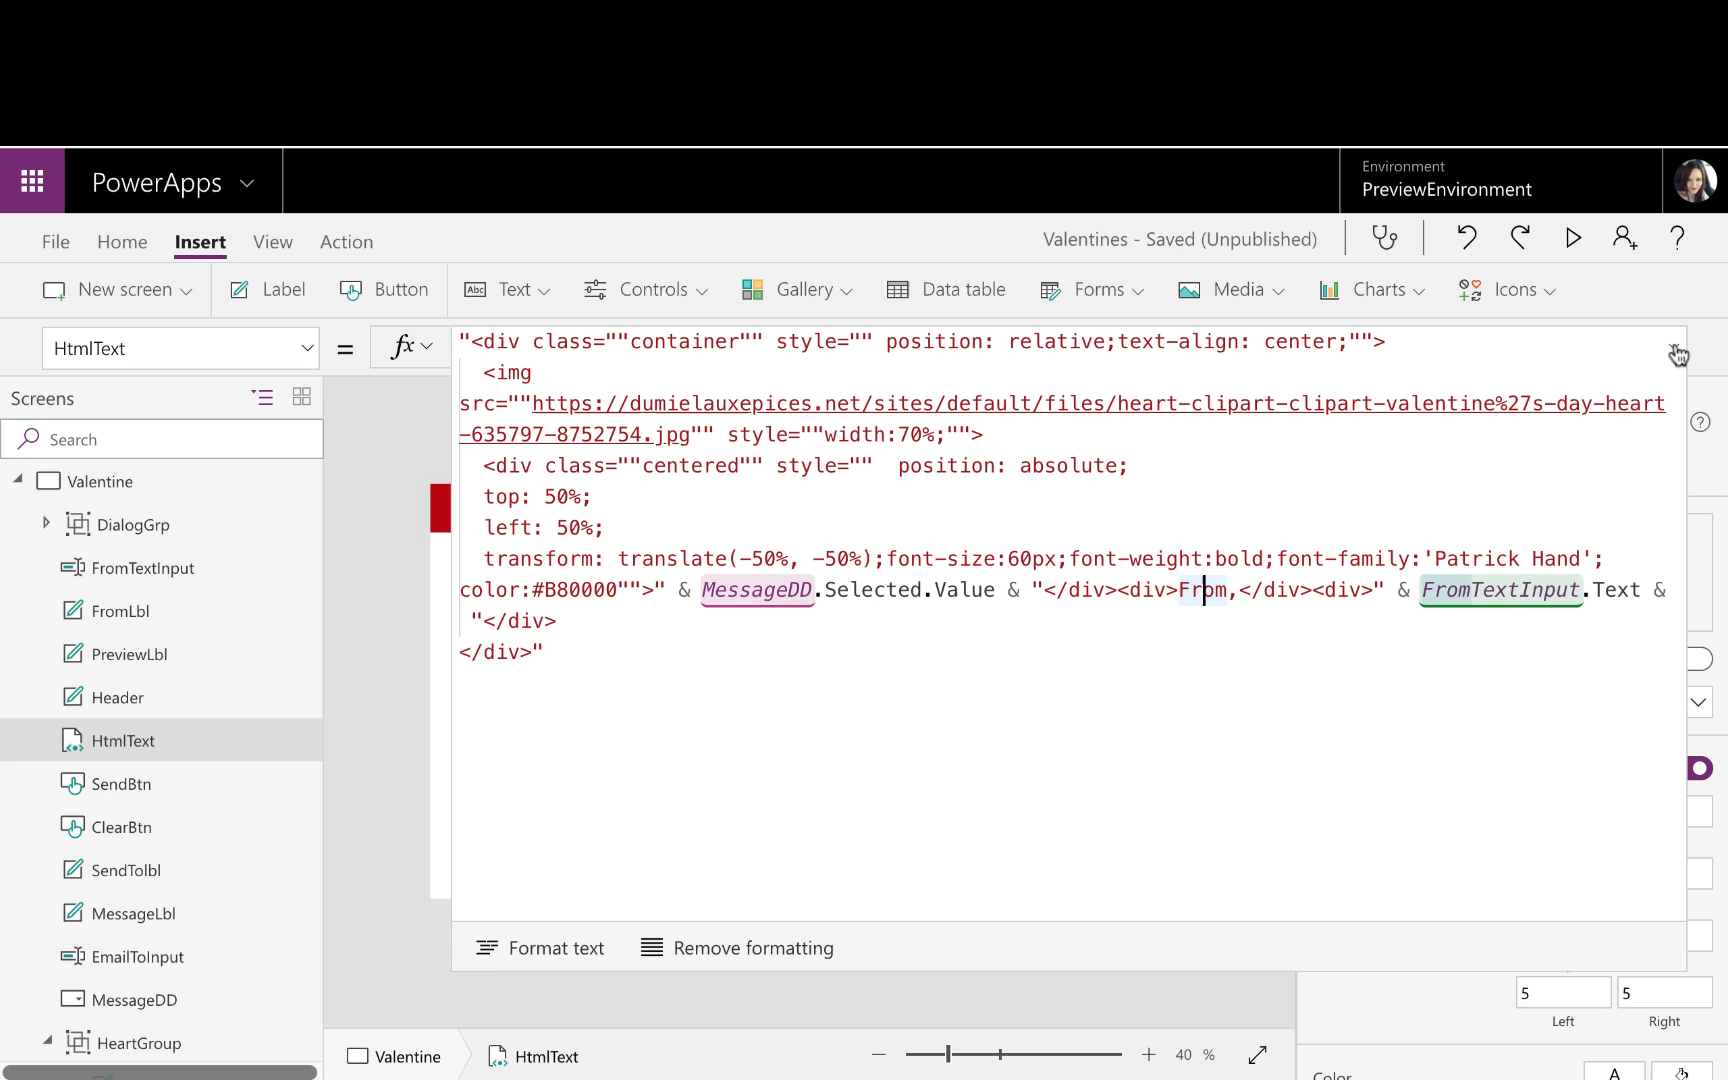 PowerApps
Environment
PreviewEnvironment
File Home Insert View Action
Valentines - Saved (Unpublished)
?
New screen Label Button Abc Text Controls Gallery Data table Forms Media Charts Icons
HtmlText = fx
"<div class=""container"" style="" position: relative;text-align: center;"">
<img
src=""https://dumielauxepices.net/sites/default/files/heart-clipart-clipart-valentine%27s-day-heart
-635797-8752754.jpg"" style=""width:70%;"">
<div class=""centered"" style="" position: absolute;
top: 50%;
left: 50%;
transform: translate(-50%, -50%);font-size:60px;font-weight:bold;font-family:'Patrick Hand';
color:#B80000"">" & MessageDD.Selected.Value & "</div><div>From,</div><div>" & FromTextInput.Text &
"</div>
</div>"
Format text Remove formatting
Screens
Search
Valentine
DialogGrp
FromTextInput
FromLbl
PreviewLbl
Header
HtmlText
SendBtn
ClearBtn
SendTolbl
MessageLbl
EmailToInput
MessageDD
HeartGroup
?
5 5
Left Right
Color A
Valentine HtmlText
40 %